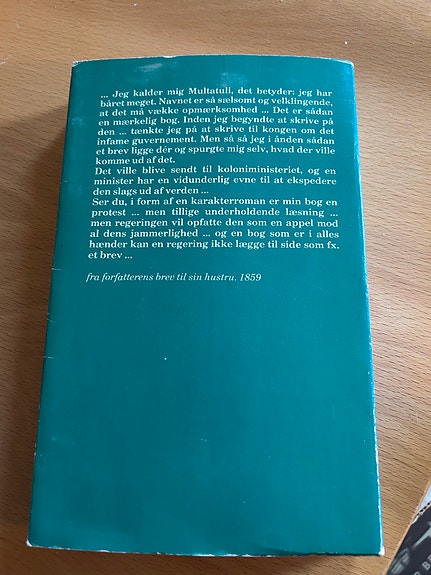 ... Jeg kalder mig Multatuli, det betyder: jeg har
båret meget. Navnet er så sælsomt og velklingende,
at det må vække opmærksomhed ... Det er sådan
en mærkelig bog. Inden jeg begyndte at skrive på
den ... tænkte jeg på at skrive til kongen om det
infame guvernement. Men så så jeg i ånden sådan
et brev ligge dér og spurgte mig selv, hvad der ville
komme ud af det.
Det ville blive sendt til koloniministeriet, og en
minister har en vidunderlig evne til at ekspedere
den slags ud af verden ...
Ser du, i form af en karakterroman er min bog en
protest ... men tillige underholdende læsning ...
men regeringen vil opfatte den som en appel mod
al dens jammerlighed ... og en bog som er i alles
hænder kan en regering ikke lægge til side som fx.
et brev ...
fra forfatterens brev til sin hustru. 1859